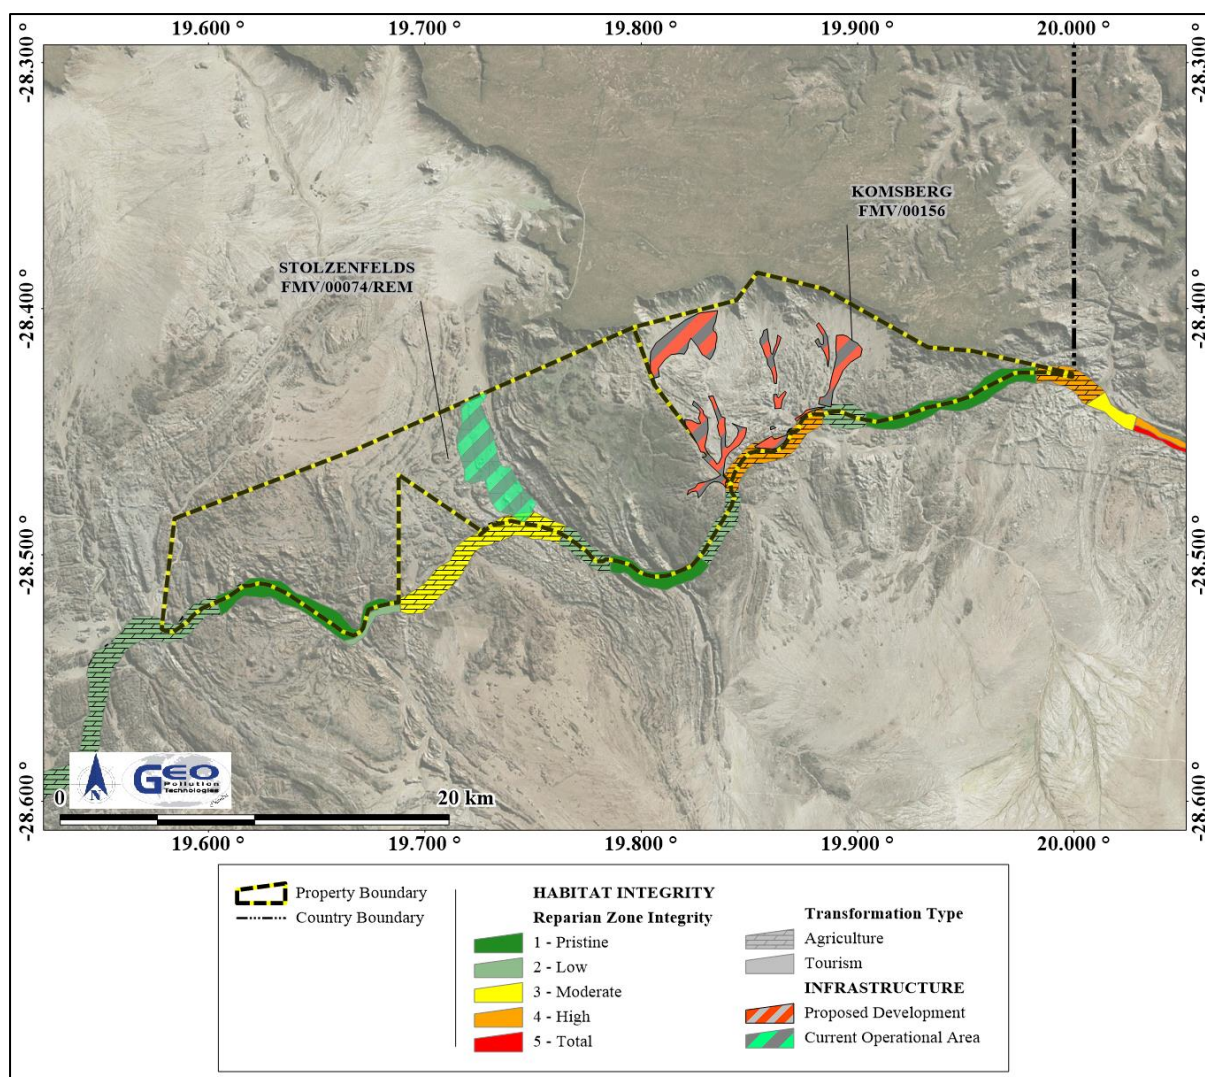 19.600 °
19.700 °
19.800 °
19.900 °
20.000 °
-28.300 °
-28.300 °
KOMSBERG
FMV/00156
STOLZENFELDS
FMV/00074/REM
-28.400 °
-28.400 °
-28.500 °
-28.500 °
-28.600 °
-28.600 °
N
GEO
Pollution
Technologies
0
20 km
19.600 °
19.700 °
19.800 °
19.900 °
20.000 °
Property Boundary
Country Boundary
HABITAT INTEGRITY
Reparian Zone Integrity
1 - Pristine
2 - Low
3 - Moderate
4 - High
5 - Total
Transformation Type
Agriculture
Tourism
INFRASTRUCTURE
Proposed Development
Current Operational Area